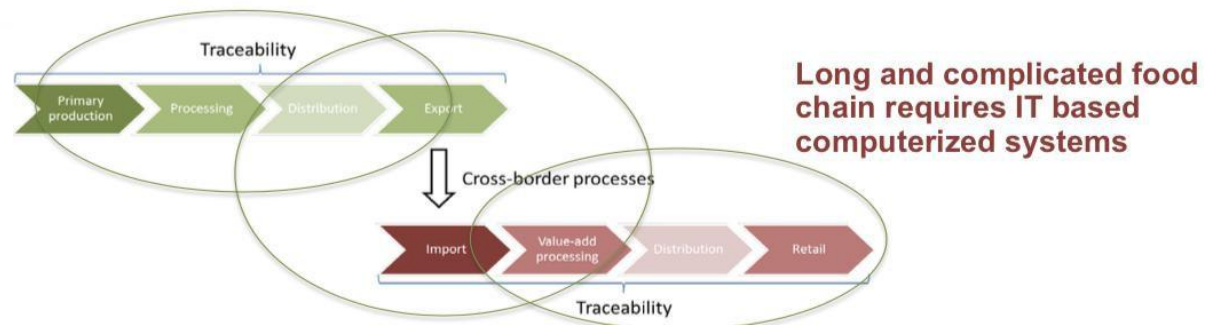 Traceability
Primary
production
Processing
Distribution
Export
Long and complicated food
chain requires IT based
computerized systems
Cross-border processes
Import
Value-add
processing
Distribution
Retail
Traceability